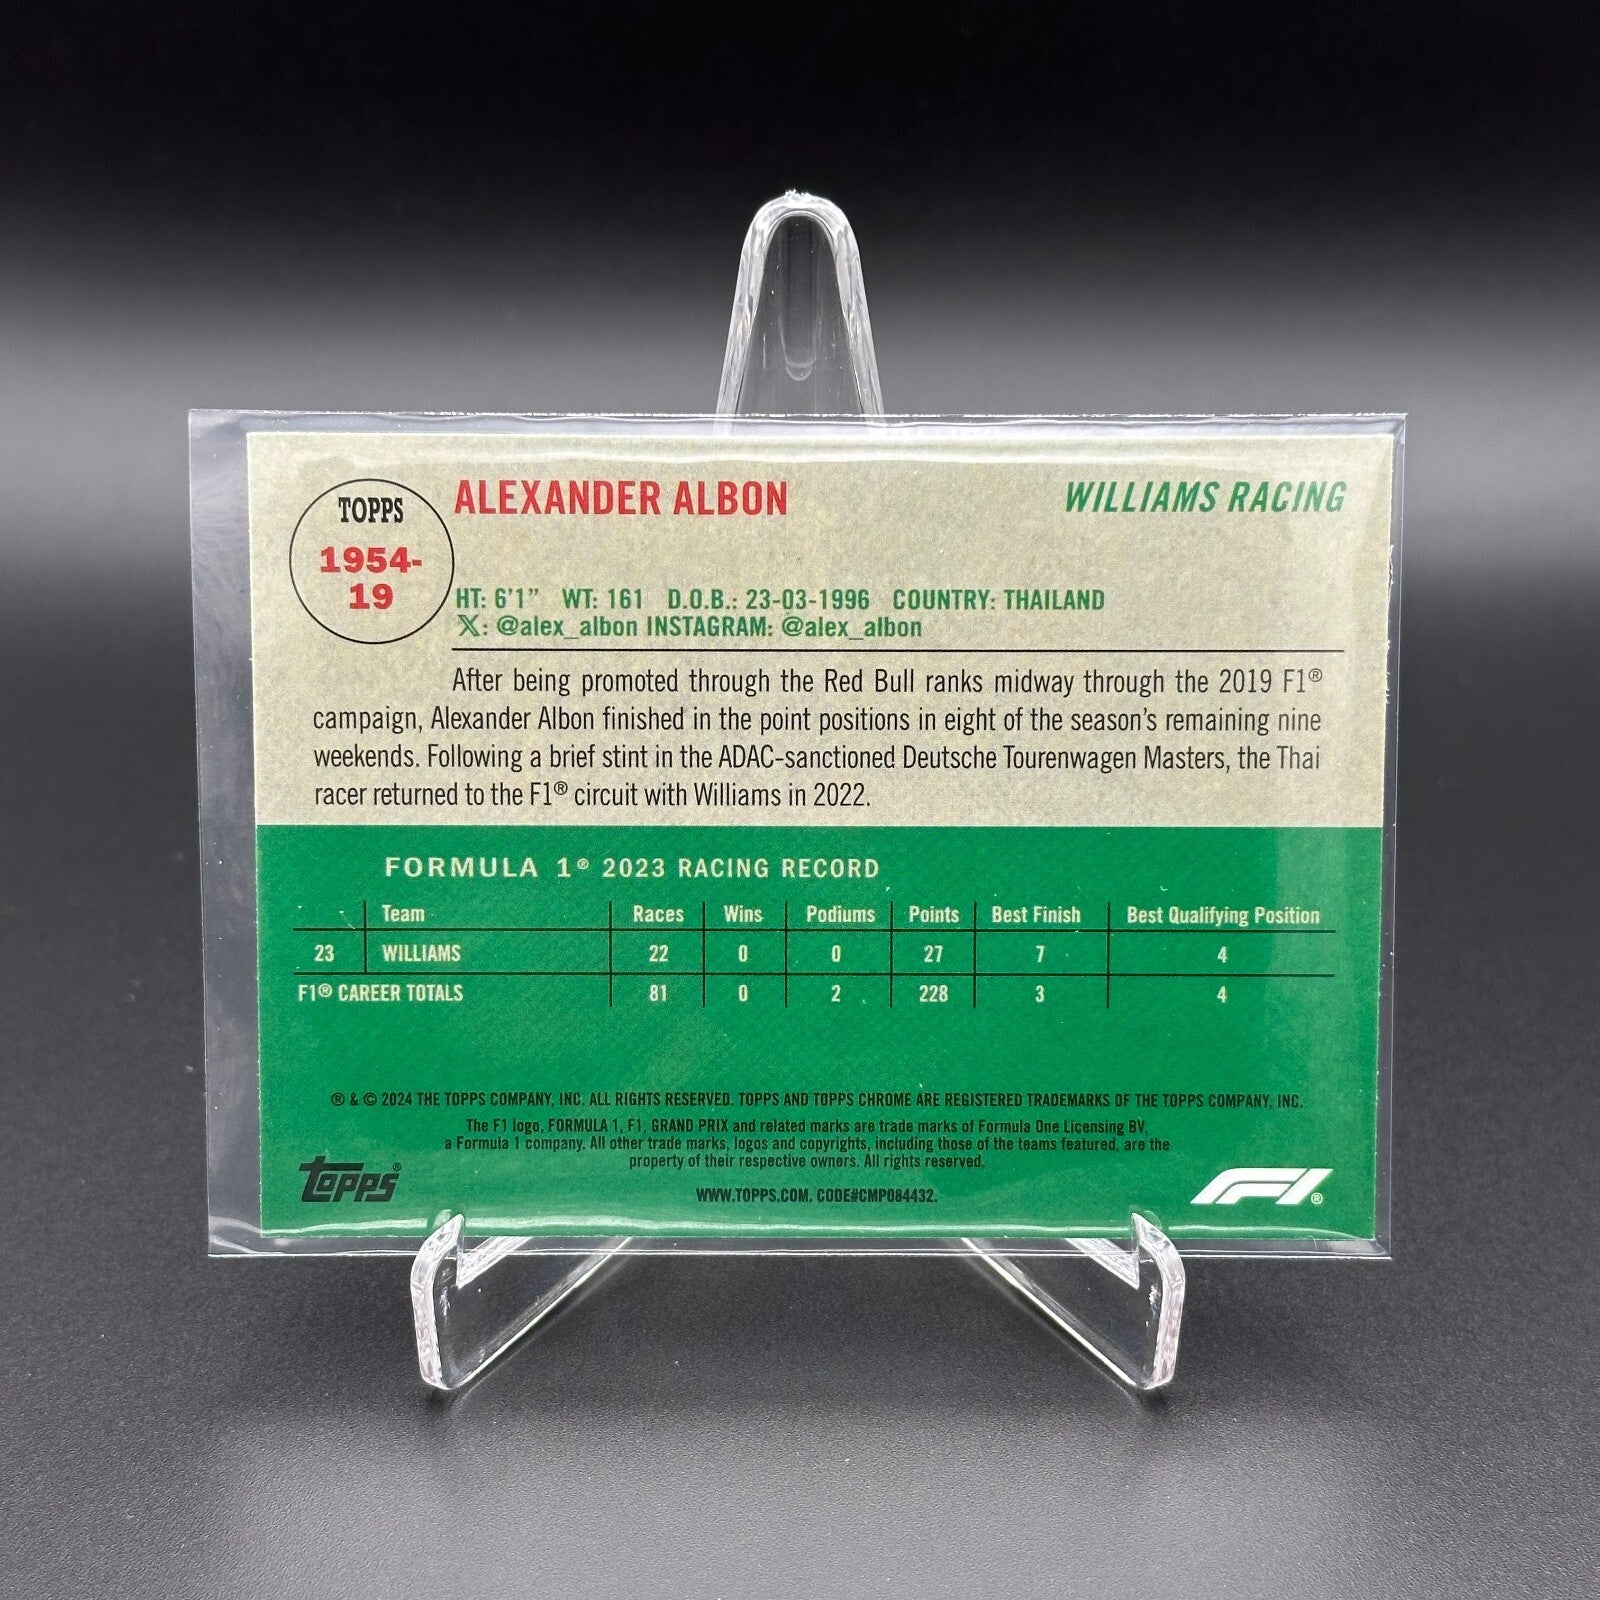 TOPPS
1954-
19
ALEXANDER ALBON
WILLIAMS RACING
HT: 6'1" WT: 161 D.O.B.: 23-03-1996 COUNTRY: THAILAND
𝕏: @alex_albon INSTAGRAM: @alex_albon
After being promoted through the Red Bull ranks midway through the 2019 F1®
campaign, Alexander Albon finished in the point positions in eight of the season's remaining nine
weekends. Following a brief stint in the ADAC-sanctioned Deutsche Tourenwagen Masters, the Thai
racer returned to the F1® circuit with Williams in 2022.
FORMULA 1® 2023 RACING RECORD
Team Races Wins Podiums Points Best Finish Best Qualifying Position
23 WILLIAMS 22 0 0 27 7 4
F1® CAREER TOTALS 81 0 2 228 3 4
® & © 2024 THE TOPPS COMPANY, INC. ALL RIGHTS RESERVED. TOPPS AND TOPPS CHROME ARE REGISTERED TRADEMARKS OF THE TOPPS COMPANY, INC.
The F1 logo, FORMULA 1, F1, GRAND PRIX and related marks are trade marks of Formula One Licensing BV,
a Formula 1 company. All other trade marks, logos and copyrights, including those of the teams featured, are the
property of their respective owners. All rights reserved.
WWW.TOPPS.COM. CODE#CMP084432.
Topps®
F1®